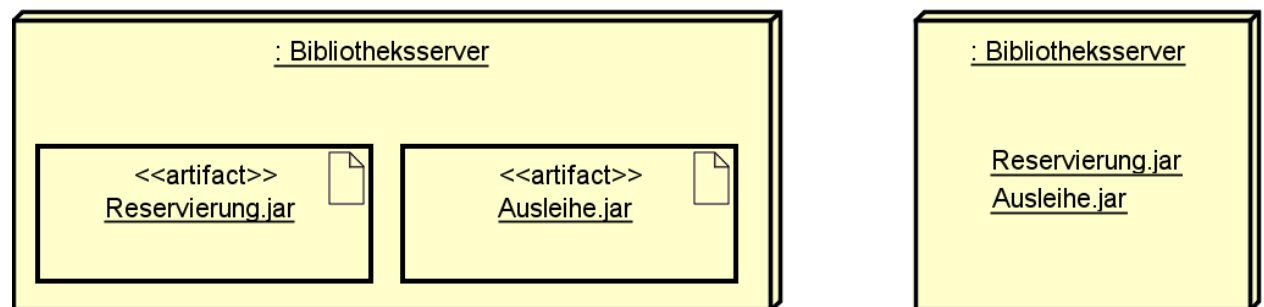 : Bibliotheksserver
<<artifact>>
Reservierung.jar
<<artifact>>
Ausleihe.jar
: Bibliotheksserver
Reservierung.jar
Ausleihe.jar